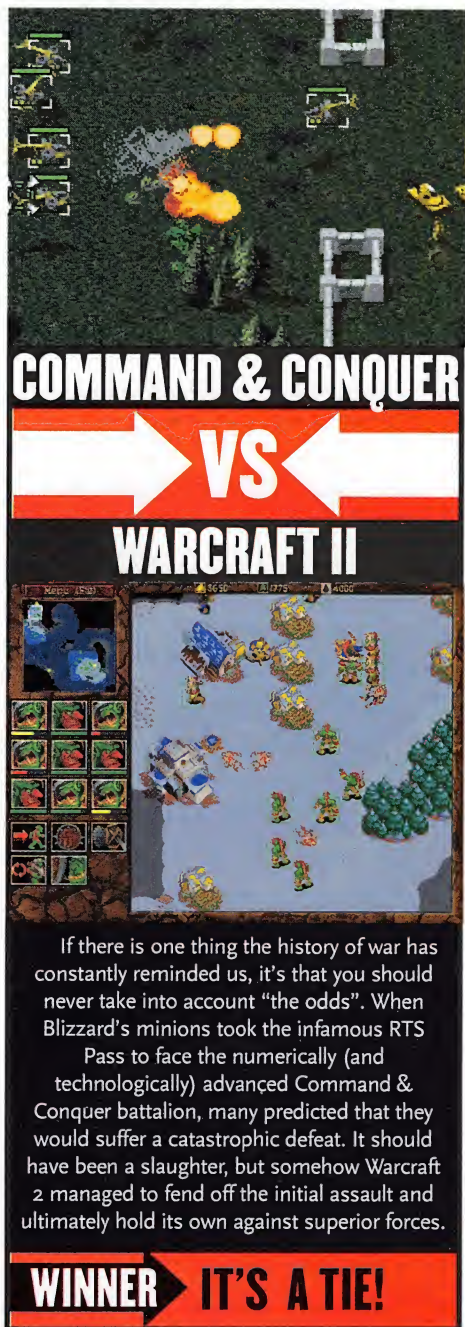 COMMAND & CONQUER
VS
WARCRAFT II
8650 1775 4000
If there is one thing the history of war has
constantly reminded us, it's that you should
never take into account "the odds". When
Blizzard's minions took the infamous RTS
Pass to face the numerically (and
technologically) advanced Command &
Conquer battalion, many predicted that they
would suffer a catastrophic defeat. It should
have been a slaughter, but somehow Warcraft
2 managed to fend off the initial assault and
ultimately hold its own against superior forces.
WINNER IT'S A TIE!